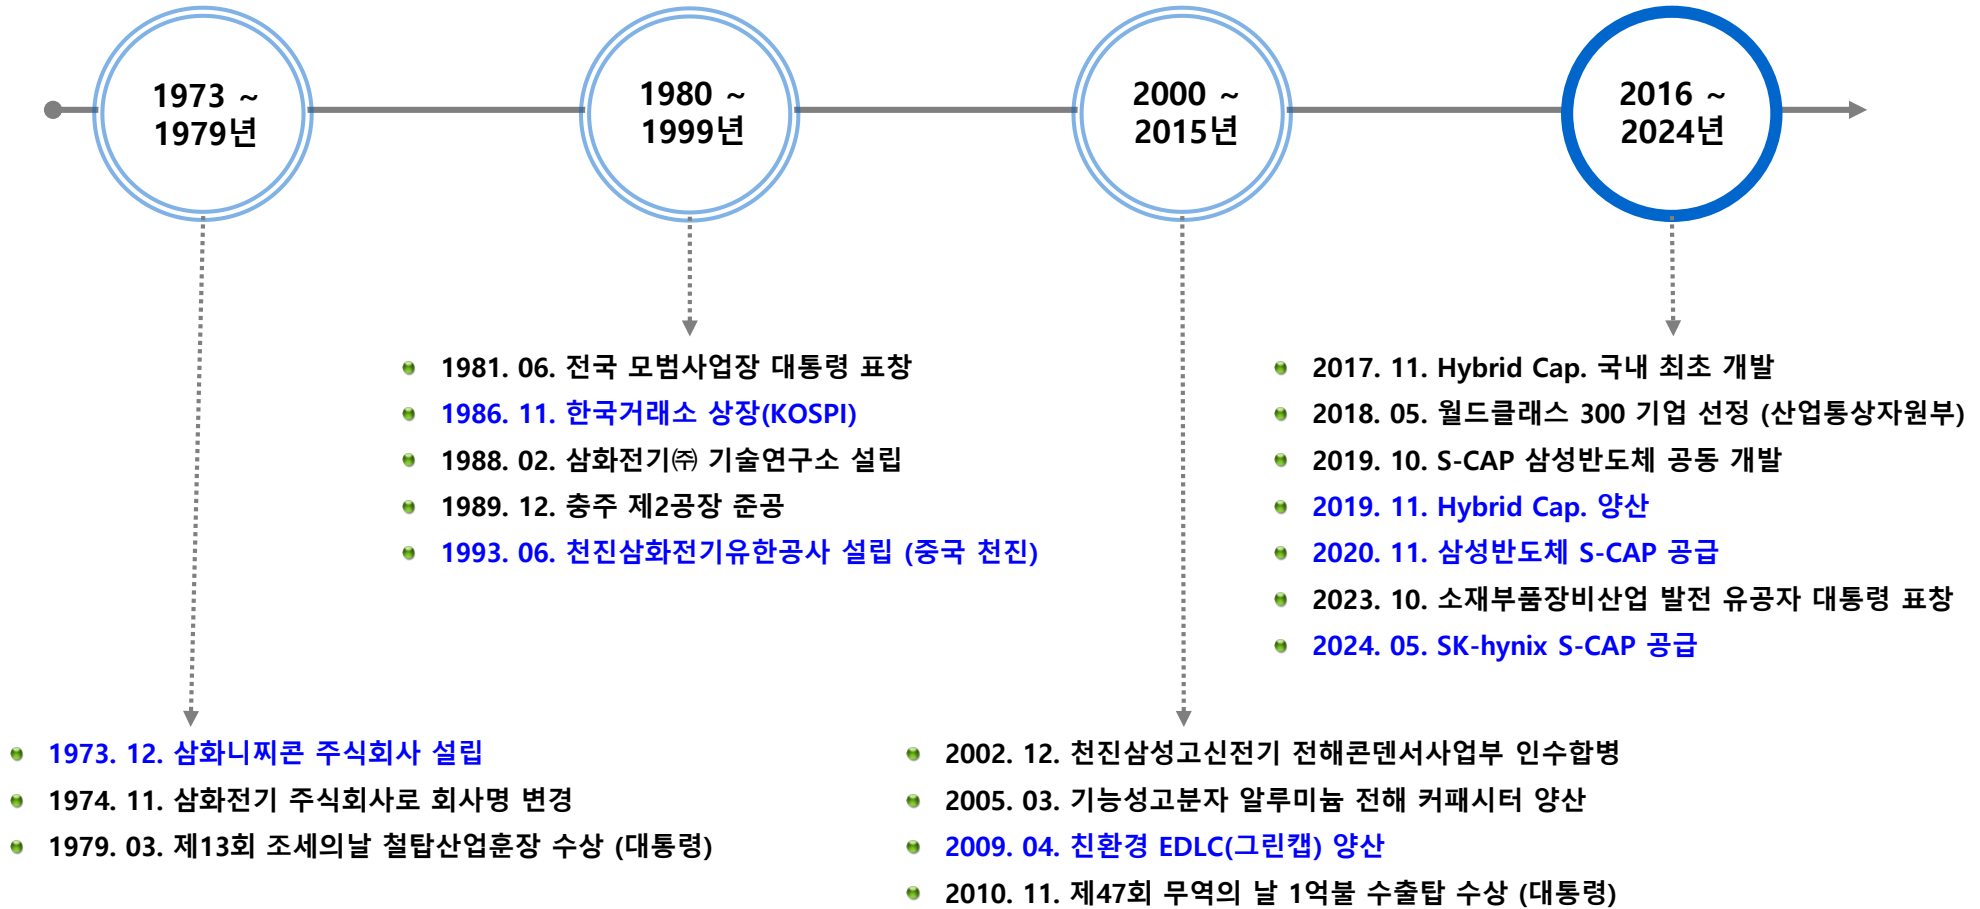 1973 ~
1979년
1980 ~
1999년
2000 ~
2015년
2016 ~
2024년
1981. 06. 전국 모범사업장 대통령 표창
1986. 11. 한국거래소 상장(KOSPI)
1988. 02. 삼화전기㈜ 기술연구소 설립
1989. 12. 충주 제2공장 준공
1993. 06. 천진삼화전기유한공사 설립 (중국 천진)
2017. 11. Hybrid Cap. 국내 최초 개발
2018. 05. 월드클래스 300 기업 선정 (산업통상자원부)
2019. 10. S-CAP 삼성반도체 공동 개발
2019. 11. Hybrid Cap. 양산
2020. 11. 삼성반도체 S-CAP 공급
2023. 10. 소재부품장비산업 발전 유공자 대통령 표창
2024. 05. SK-hynix S-CAP 공급
1973. 12. 삼화니찌콘 주식회사 설립
1974. 11. 삼화전기 주식회사로 회사명 변경
1979. 03. 제13회 조세의날 철탑산업훈장 수상 (대통령)
2002. 12. 천진삼성고신전기 전해콘덴서사업부 인수합병
2005. 03. 기능성고분자 알루미늄 전해 커패시터 양산
2009. 04. 친환경 EDLC(그린캡) 양산
2010. 11. 제47회 무역의 날 1억불 수출탑 수상 (대통령)